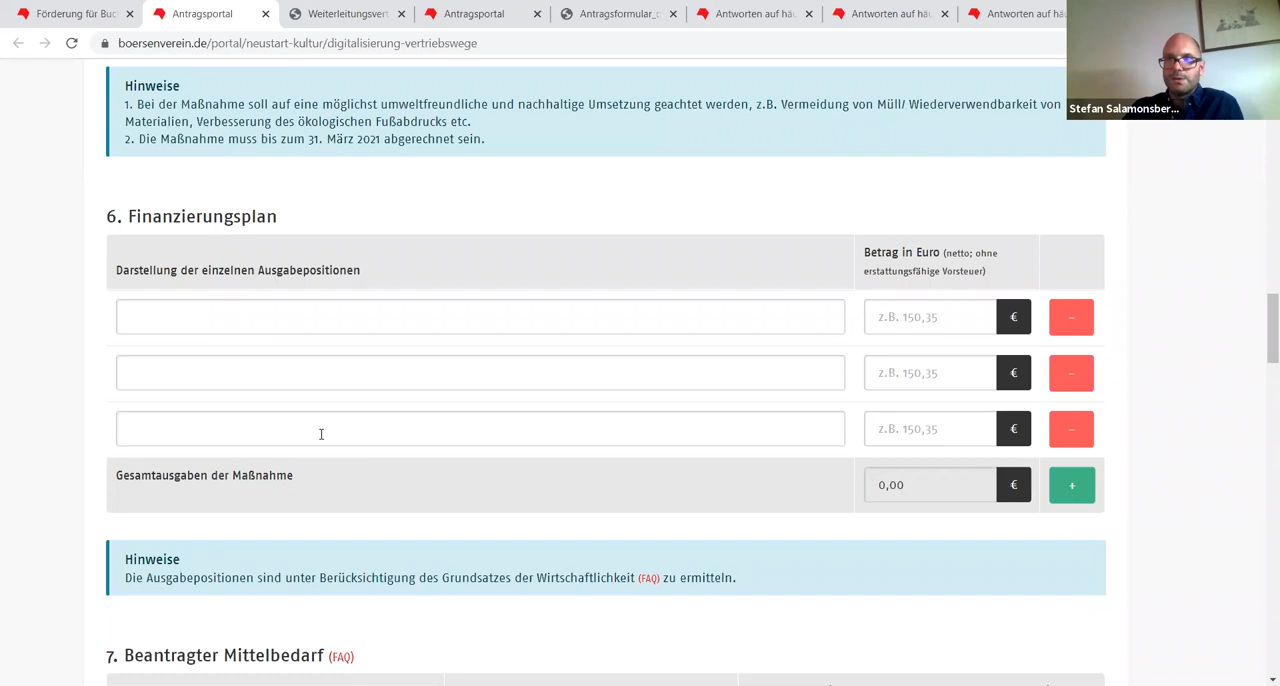 Förderung für Buc
Antragsportal
Weiterleitungsvert
Antragsportal
Antragsformular_d
Antworten auf häu
Antworten auf häu
Antworten auf häu
boersenverein.de/portal/neustart-kultur/digitalisierung-vertriebswege
Stefan Salamonsber...
Hinweise
1. Bei der Maßnahme soll auf eine möglichst umweltfreundliche und nachhaltige Umsetzung geachtet werden, z.B. Vermeidung von Müll/ Wiederverwendbarkeit von
Materialien, Verbesserung des ökologischen Fußabdrucks etc.
2. Die Maßnahme muss bis zum 31. März 2021 abgerechnet sein.
6. Finanzierungsplan
Darstellung der einzelnen Ausgabepositionen
Betrag in Euro (netto; ohne
erstattungsfähige Vorsteuer)
z.B. 150,35 € –
z.B. 150,35 € –
z.B. 150,35 € –
Gesamtausgaben der Maßnahme
0,00 € +
Hinweise
Die Ausgabepositionen sind unter Berücksichtigung des Grundsatzes der Wirtschaftlichkeit (FAQ) zu ermitteln.
7. Beantragter Mittelbedarf (FAQ)